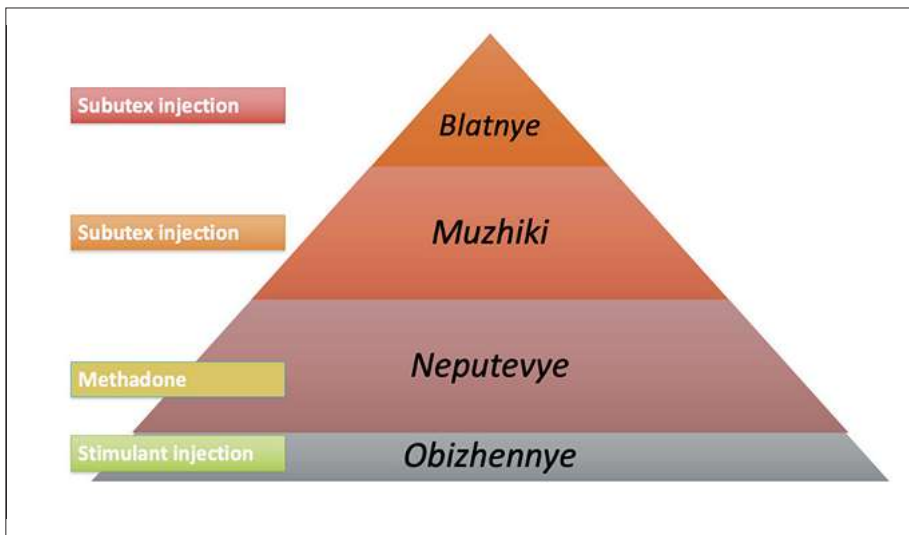 Subutex injection
Blatnye
Subutex injection
Muzhiki
Methadone
Neputevye
Stimulant injection
Obizhennye